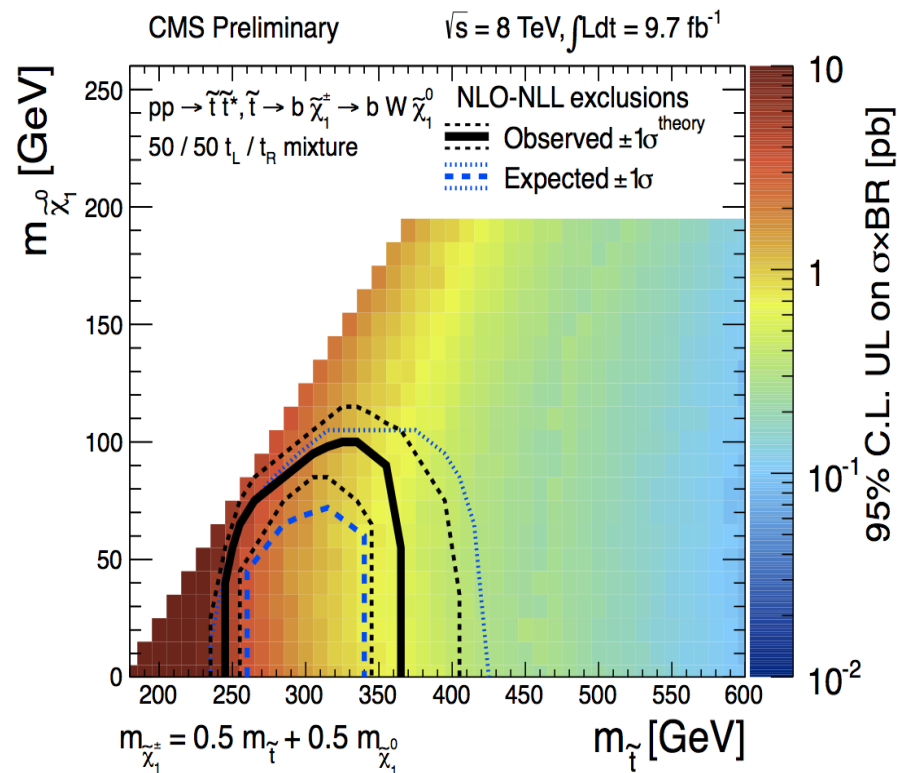 CMS Preliminary
√s = 8 TeV, ∫Ldt = 9.7 fb⁻¹
pp → t̃ t̃*, t̃ → b χ̃₁± → b W χ̃₁⁰
50 / 50 t_L / t_R mixture
NLO-NLL exclusions
Observed ±1σ^theory
Expected ±1σ
m_χ̃₁⁰ [GeV]
250
200
150
100
50
0
200 250 300 350 400 450 500 550 600
m_t̃ [GeV]
m_χ̃₁± = 0.5 m_t̃ + 0.5 m_χ̃₁⁰
10
1
10⁻¹
10⁻²
95% C.L. UL on σ×BR [pb]